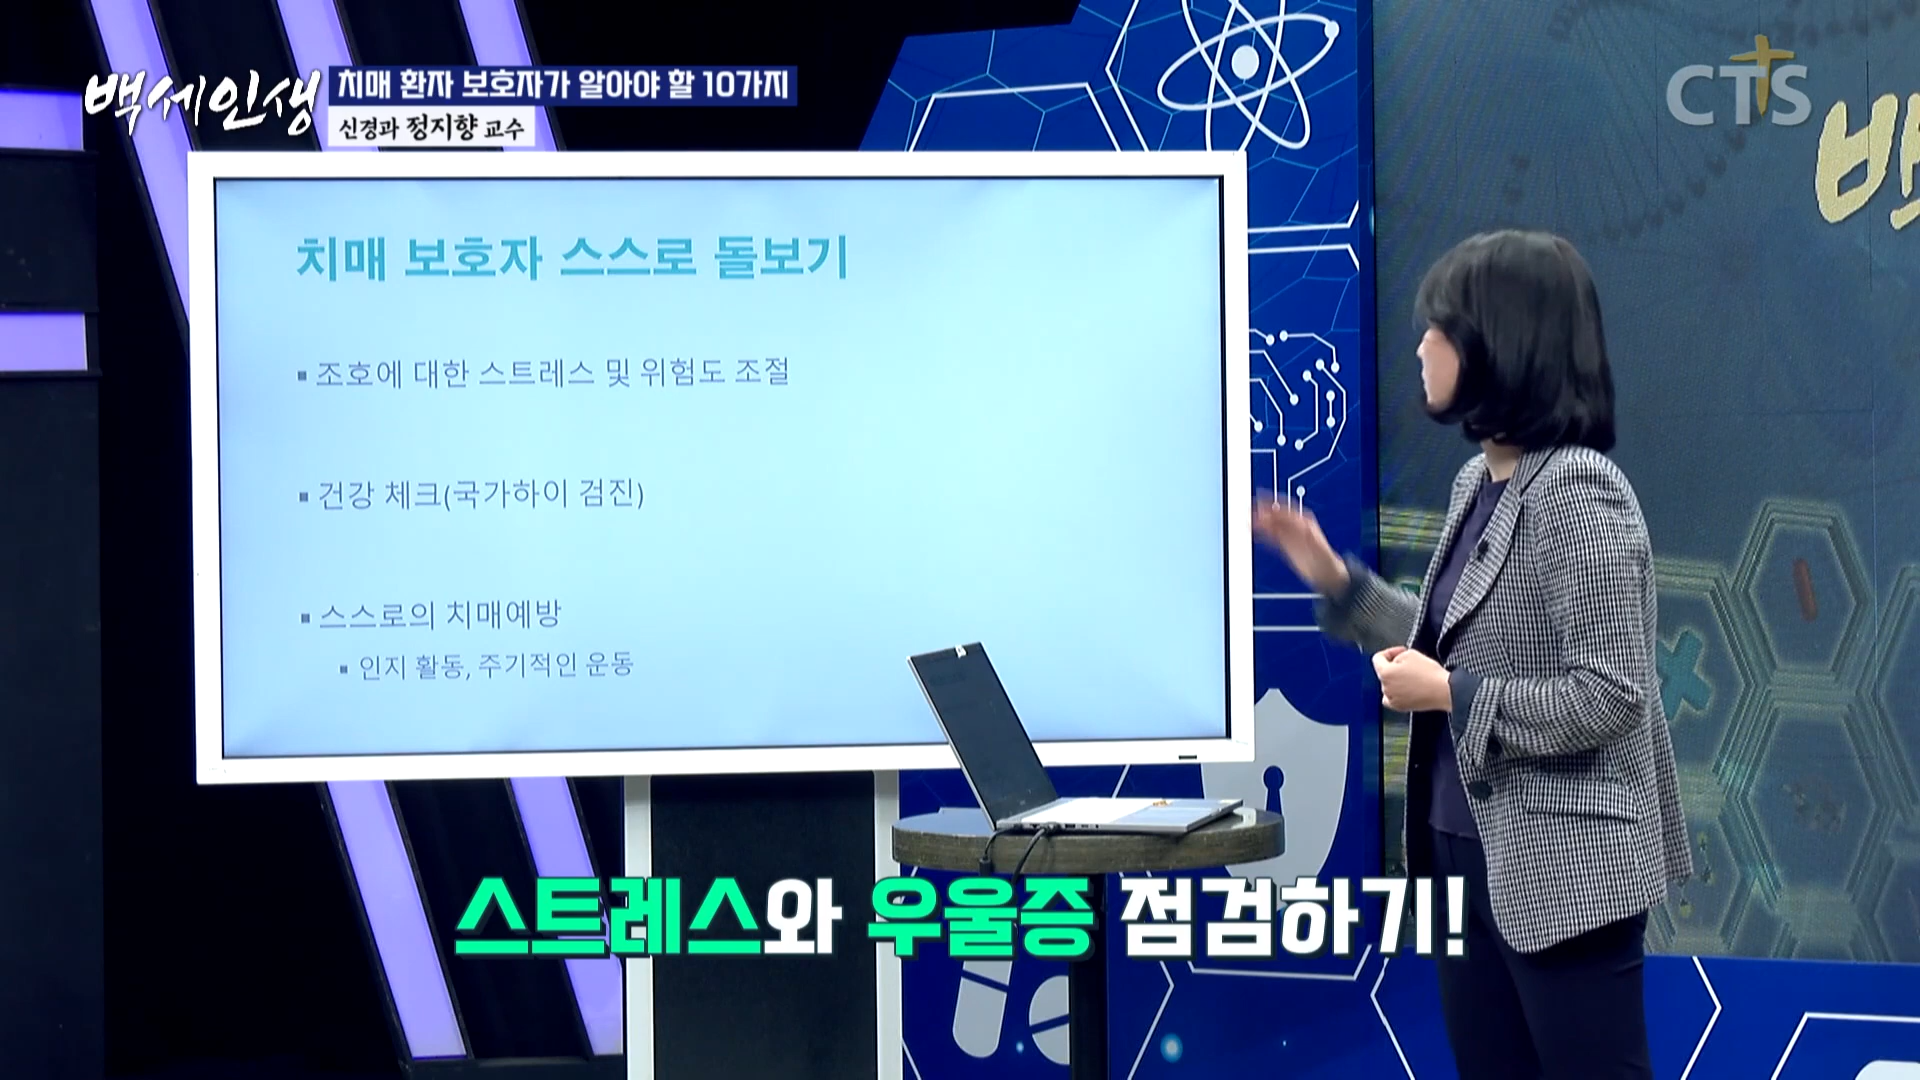 백세인생
치매 환자 보호자가 알아야 할 10가지
신경과 정지향 교수
CTS
백
치매 보호자 스스로 돌보기
▪ 조호에 대한 스트레스 및 위험도 조절
▪ 건강 체크(국가하이 검진)
▪ 스스로의 치매예방
▪ 인지 활동, 주기적인 운동
스트레스와 우울증 점검하기!